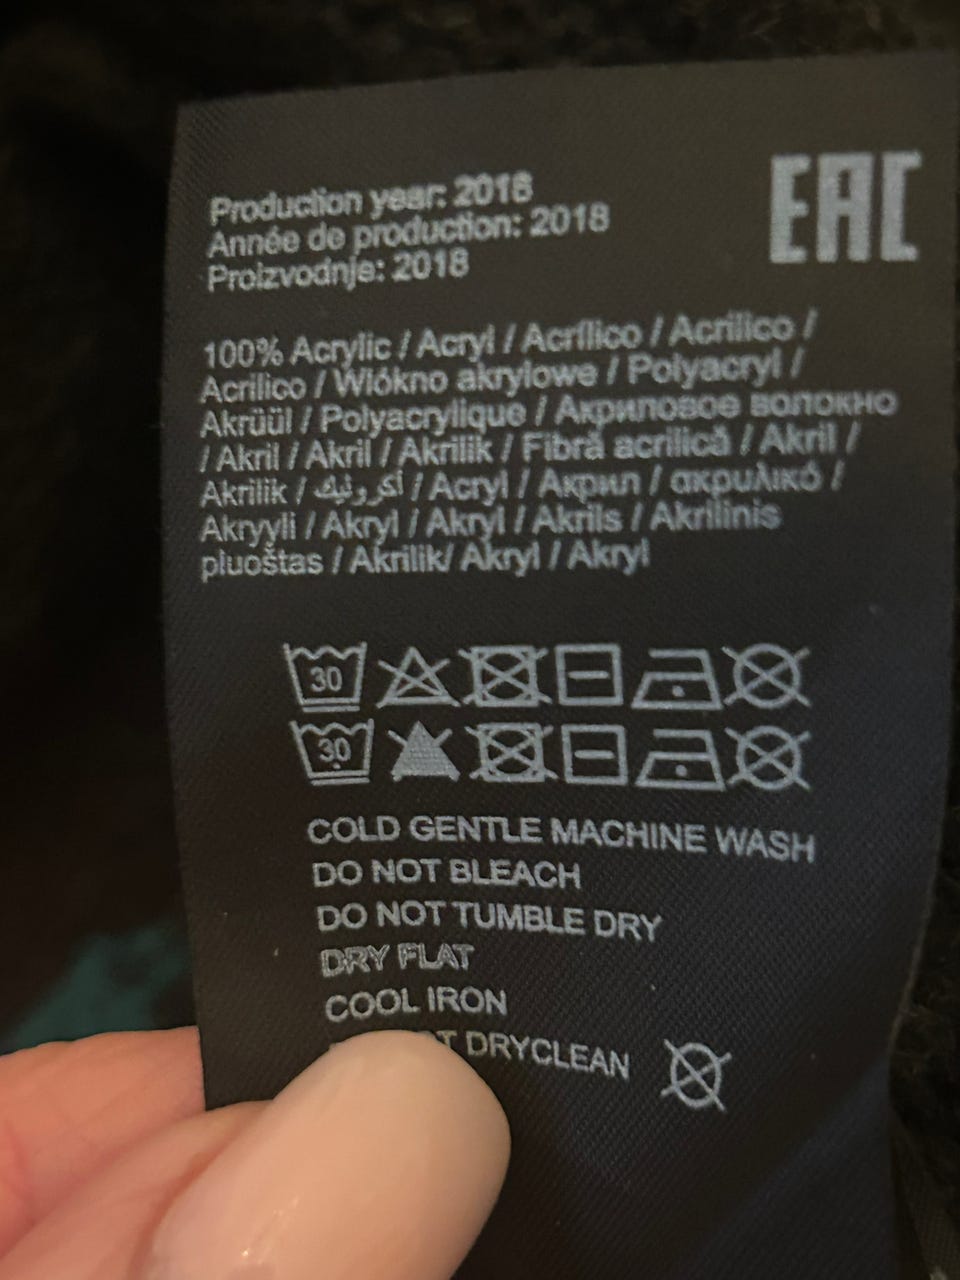 Production year: 2018
Année de production: 2018
Proizvodnje: 2018
EAC
100% Acrylic / Acryl / Acrílico / Acrilico /
Acrílico / Włókno akrylowe / Polyacryl /
Akrüül / Polyacrylique / Акриловое волокно
/ Akril / Akril / Akrilik / Fibră acrilică / Akril /
Akrilik / أكرونيك / Acryl / Акрил / ακρυλικό /
Akryyli / Akryl / Akryl / Akrils / Akrilinis
pluoštas / Akrilik/ Akryl / Akryl
30
30
COLD GENTLE MACHINE WASH
DO NOT BLEACH
DO NOT TUMBLE DRY
DRY FLAT
COOL IRON
DRYCLEAN